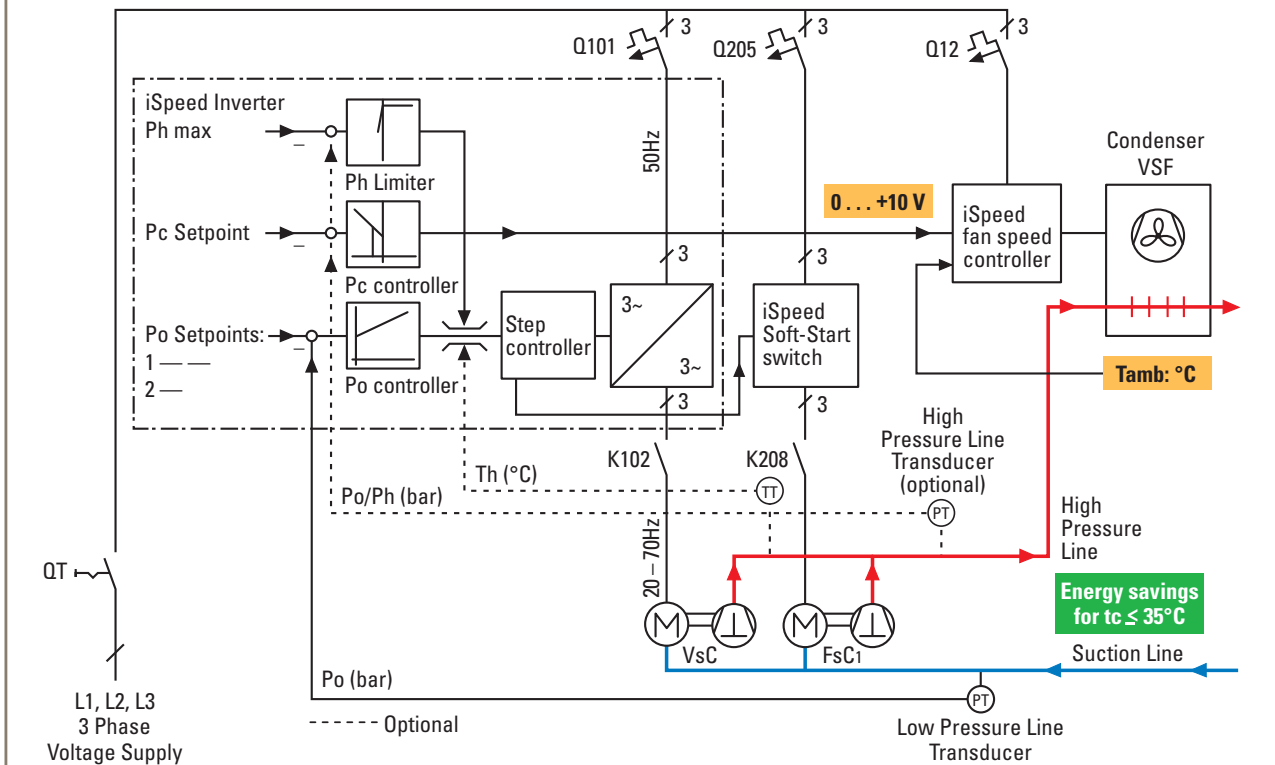 Q101
3
Q205
3
Q12
3
iSpeed Inverter
Ph max
–
Ph Limiter
50Hz
Condenser
VSF
0 . . . +10 V
iSpeed
fan speed
controller
Pc Setpoint
–
Pc controller
3
3
Po Setpoints:
1 — —
2 —
–
Po controller
Step
controller
3~
3~
iSpeed
Soft-Start
switch
Tamb: °C
3
3
K102
K208
High
Pressure Line
Transducer
(optional)
Th (°C)
TT
Po/Ph (bar)
PT
High
Pressure
Line
20 – 70Hz
QT
Energy savings
for tc ≤ 35°C
M
VsC
M
FsC1
Suction Line
Po (bar)
PT
L1, L2, L3
3 Phase
Voltage Supply
Optional
Low Pressure Line
Transducer